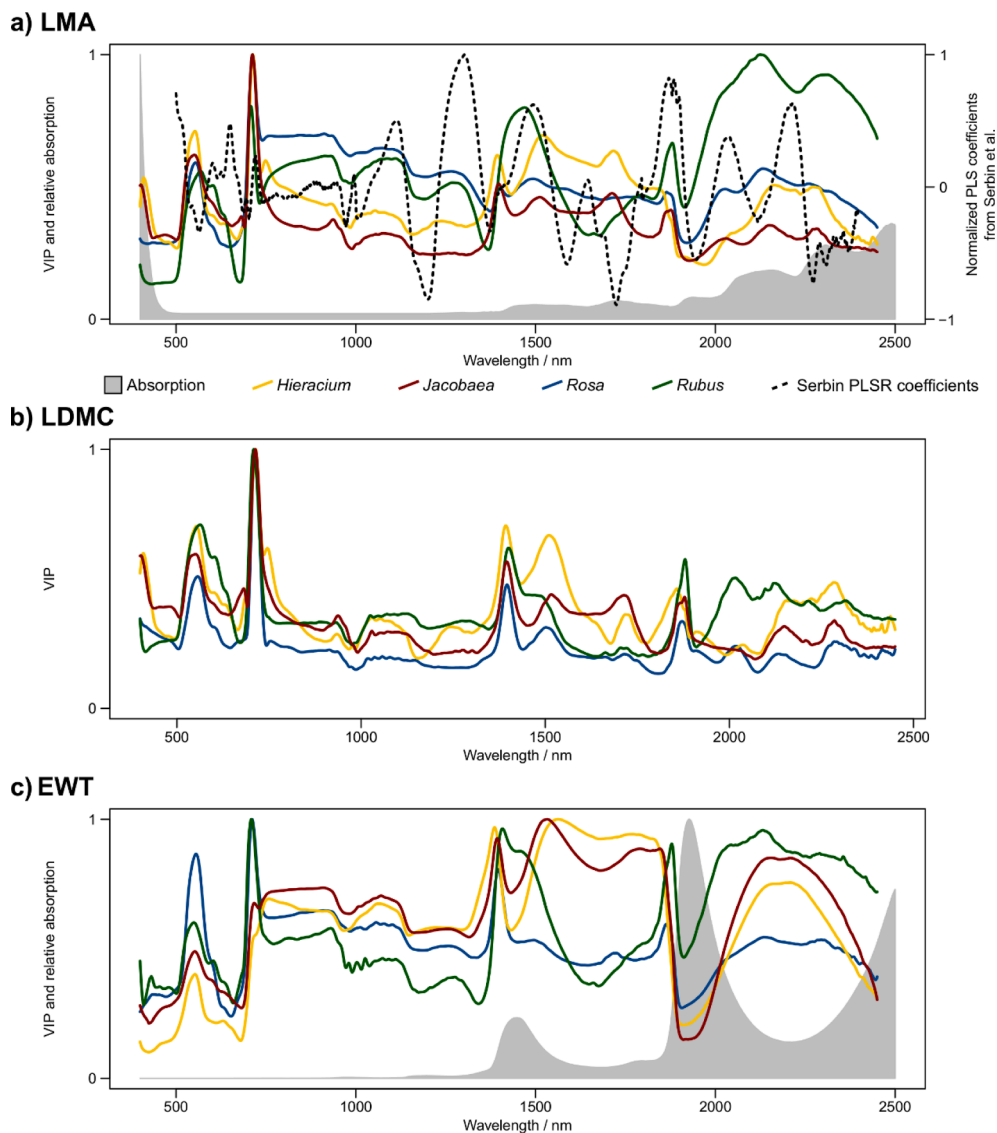 a) LMA
1
0
VIP and relative absorption
1
0
−1
Normalized PLS coefficients
from Serbin et al.
500
1000
1500
2000
2500
Wavelength / nm
Absorption
Hieracium
Jacobaea
Rosa
Rubus
Serbin PLSR coefficients
b) LDMC
1
0
VIP
500
1000
1500
2000
2500
Wavelength / nm
c) EWT
1
0
VIP and relative absorption
500
1000
1500
2000
2500
Wavelength / nm